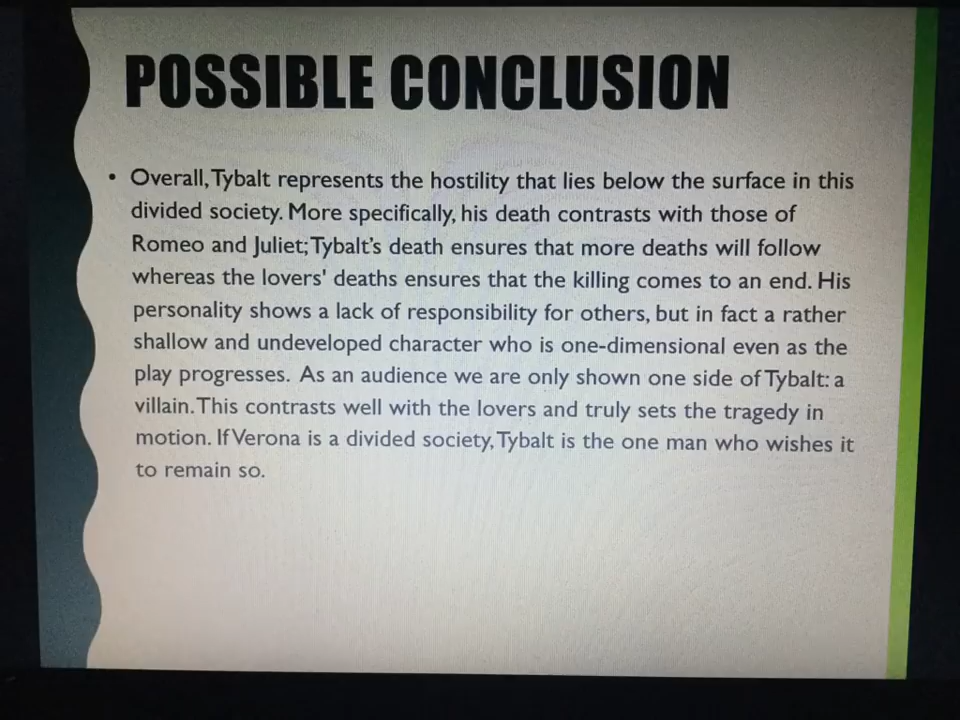 POSSIBLE CONCLUSION
• Overall, Tybalt represents the hostility that lies below the surface in this
divided society. More specifically, his death contrasts with those of
Romeo and Juliet; Tybalt's death ensures that more deaths will follow
whereas the lovers' deaths ensures that the killing comes to an end. His
personality shows a lack of responsibility for others, but in fact a rather
shallow and undeveloped character who is one-dimensional even as the
play progresses. As an audience we are only shown one side of Tybalt: a
villain. This contrasts well with the lovers and truly sets the tragedy in
motion. If Verona is a divided society, Tybalt is the one man who wishes it
to remain so.